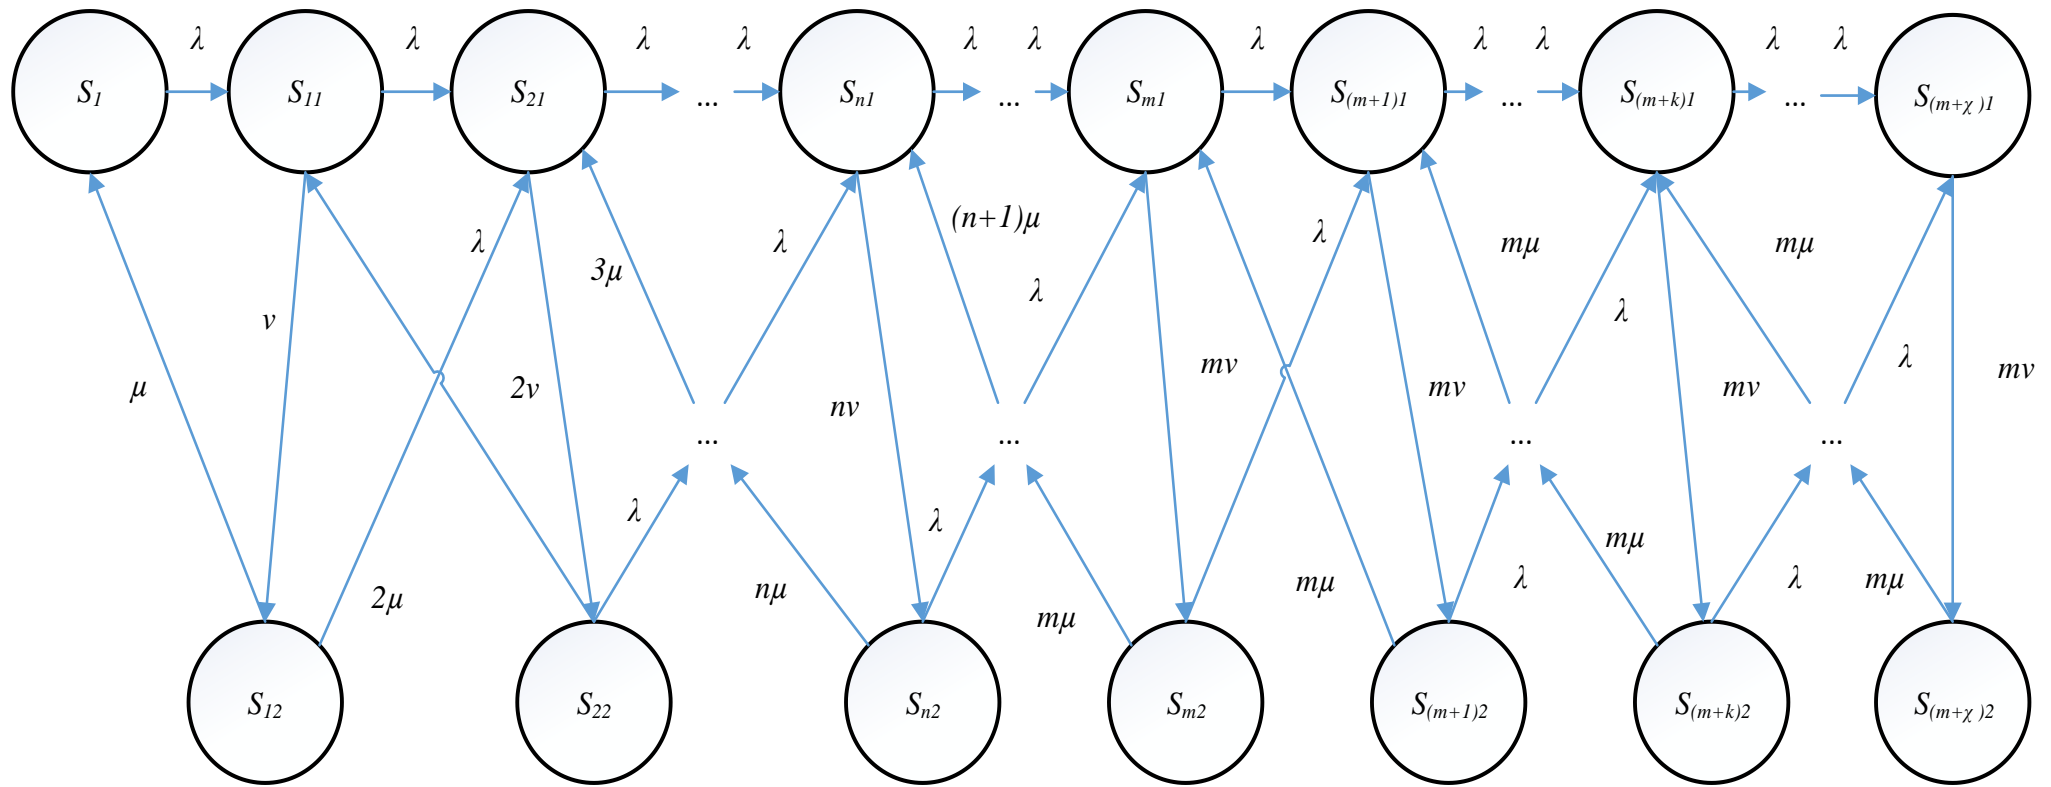 λ λ λ λ λ λ λ λ λ λ λ
S1 S11 S21 ... Sn1 ... Sm1 S(m+1)1 ... S(m+k)1 ... S(m+χ)1
(n+1)μ
λ 3μ λ λ mμ mμ
λ λ
v
μ 2v nv mv mv mv λ mv
... ... ... ...
λ λ
2μ nμ mμ mμ λ mμ λ mμ
S12 S22 Sn2 Sm2 S(m+1)2 S(m+k)2 S(m+χ)2